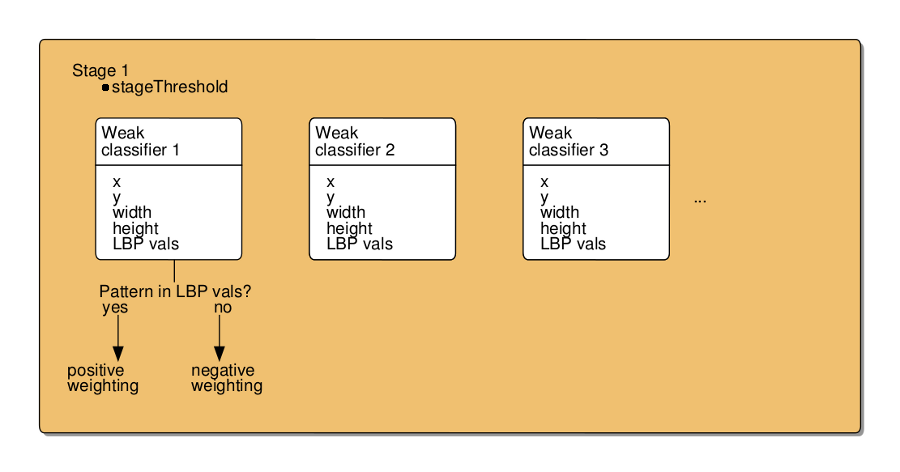 Stage 1
stageThreshold
Weak
classifier 1
x
y
width
height
LBP vals
Weak
classifier 2
x
y
width
height
LBP vals
Weak
classifier 3
x
y
width
height
LBP vals
...
Pattern in LBP vals?
yes
no
positive
weighting
negative
weighting